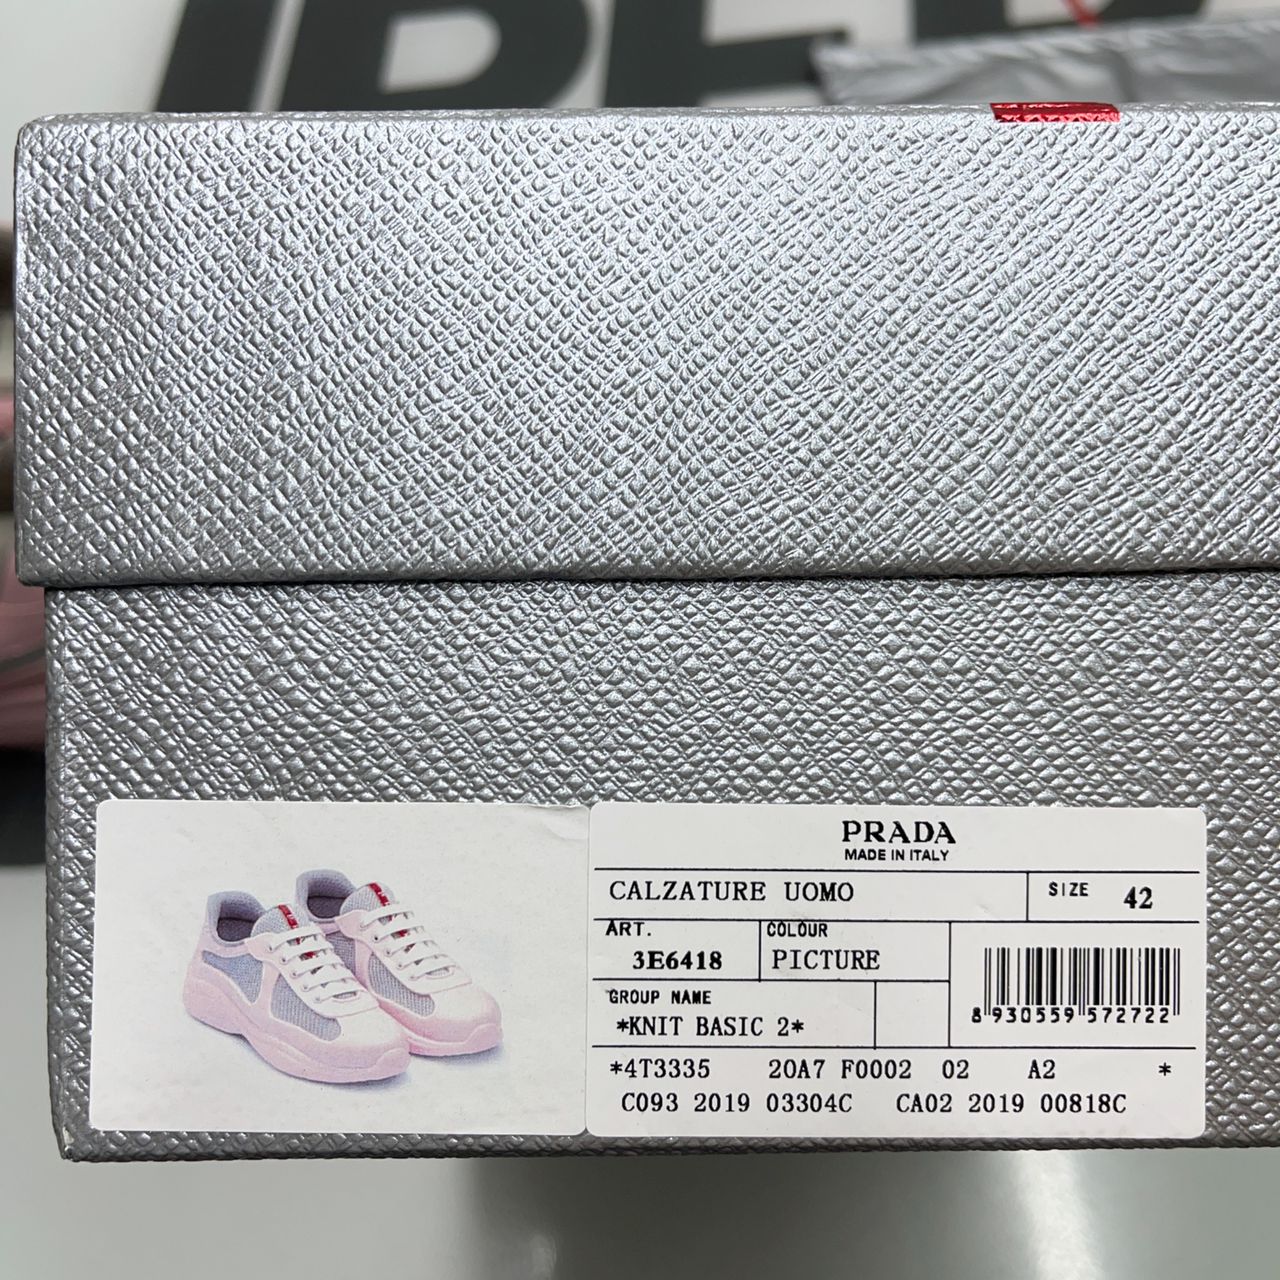 PRADA
MADE IN ITALY
CALZATURE UOMO
SIZE 42
ART.
3E6418
COLOUR
PICTURE
GROUP NAME
*KNIT BASIC 2*
8 930559 572722
*4T3335 20A7 F0002 02 A2 *
C093 2019 03304C CA02 2019 00818C